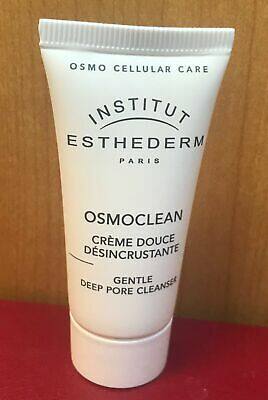 OSMO CELLULAR CARE
INSTITUT
ESTHEDERM
PARIS
OSMOCLEAN
CRÈME DOUCE
DÉSINCRUSTANTE
GENTLE
DEEP PORE CLEANSER